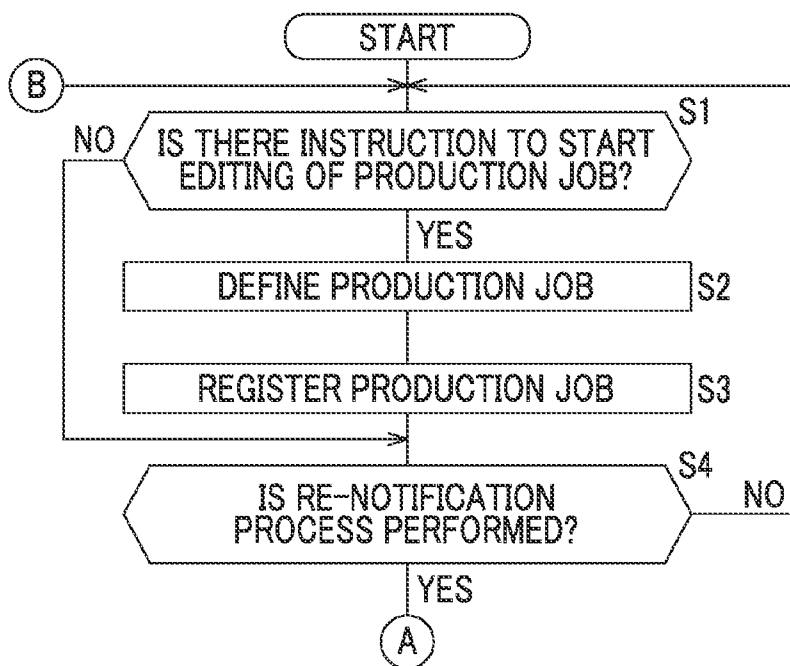 START
B
S1
NO
IS THERE INSTRUCTION TO START
EDITING OF PRODUCTION JOB?
YES
DEFINE PRODUCTION JOB
S2
REGISTER PRODUCTION JOB
S3
S4
IS RE-NOTIFICATION
PROCESS PERFORMED?
NO
YES
A